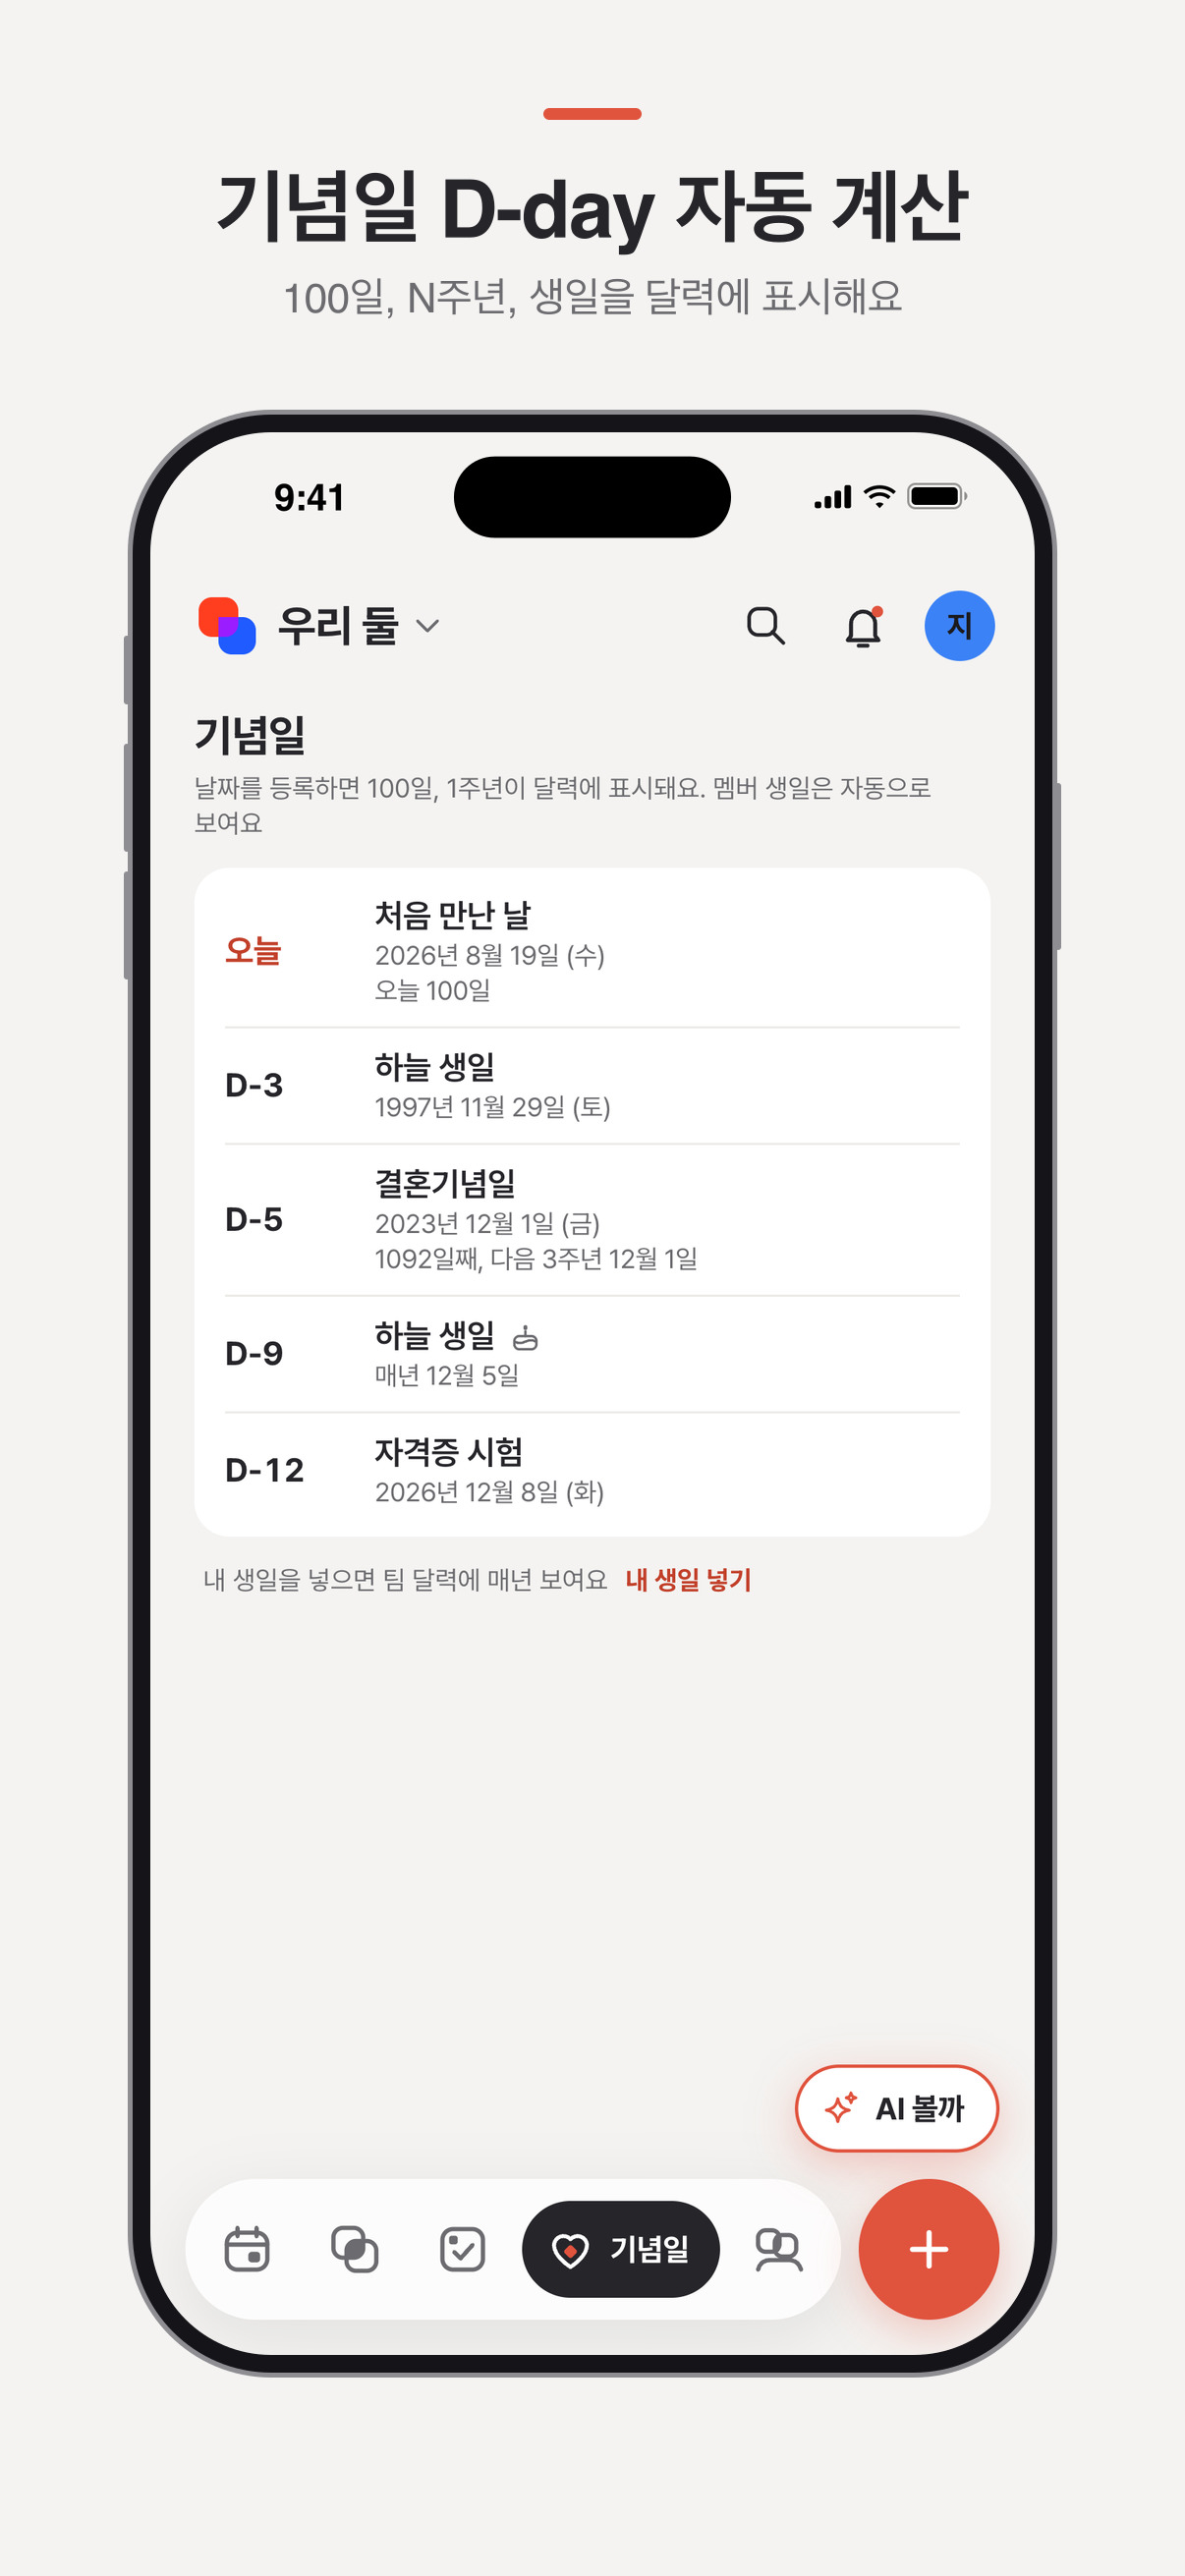 기념일 D-day 자동 계산
100일, N주년, 생일을 달력에 표시해요
9:41
우리 둘
지
기념일
날짜를 등록하면 100일, 1주년이 달력에 표시돼요. 멤버 생일은 자동으로
보여요
오늘
처음 만난 날
2026년 8월 19일 (수)
오늘 100일
D-3
하늘 생일
1997년 11월 29일 (토)
D-5
결혼기념일
2023년 12월 1일 (금)
1092일째, 다음 3주년 12월 1일
D-9
하늘 생일
매년 12월 5일
D-12
자격증 시험
2026년 12월 8일 (화)
내 생일을 넣으면 팀 달력에 매년 보여요 내 생일 넣기
AI 볼까
기념일